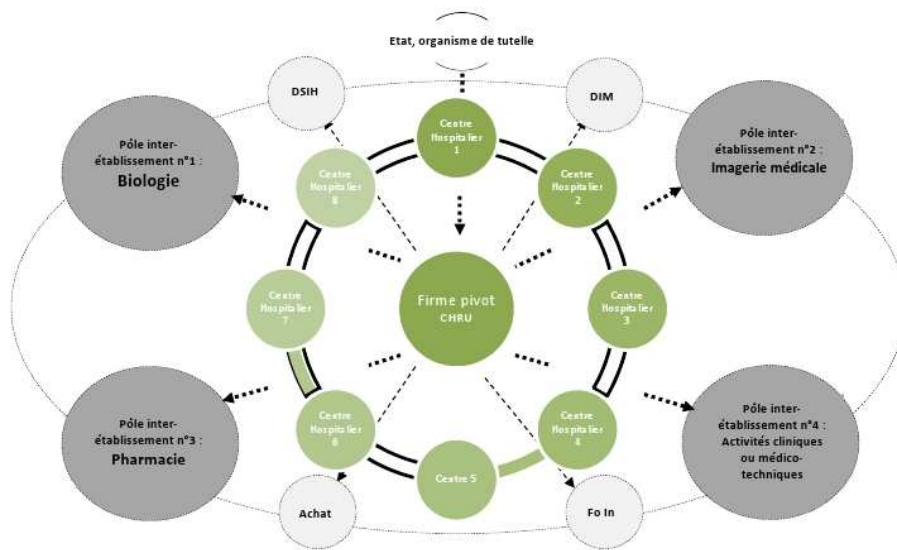 Etat, organisme de tutelle
DSIH
DIM
Pôle inter-
établissement n°1 :
Biologie
Pôle inter-
établissement n°2 :
Imagerie médicale
Centre
Hospitalier
1
Centre
Hospitalier
8
Centre
Hospitalier
2
Centre
Hospitalier
7
Firme pivot
CHRU
Centre
Hospitalier
3
Centre
Hospitalier
6
Centre
Hospitalier
4
Centre 5
Pôle inter-
établissement n°3 :
Pharmacie
Pôle inter-
établissement n°4 :
Activités cliniques
ou médico-
techniques
Achat
Fo In